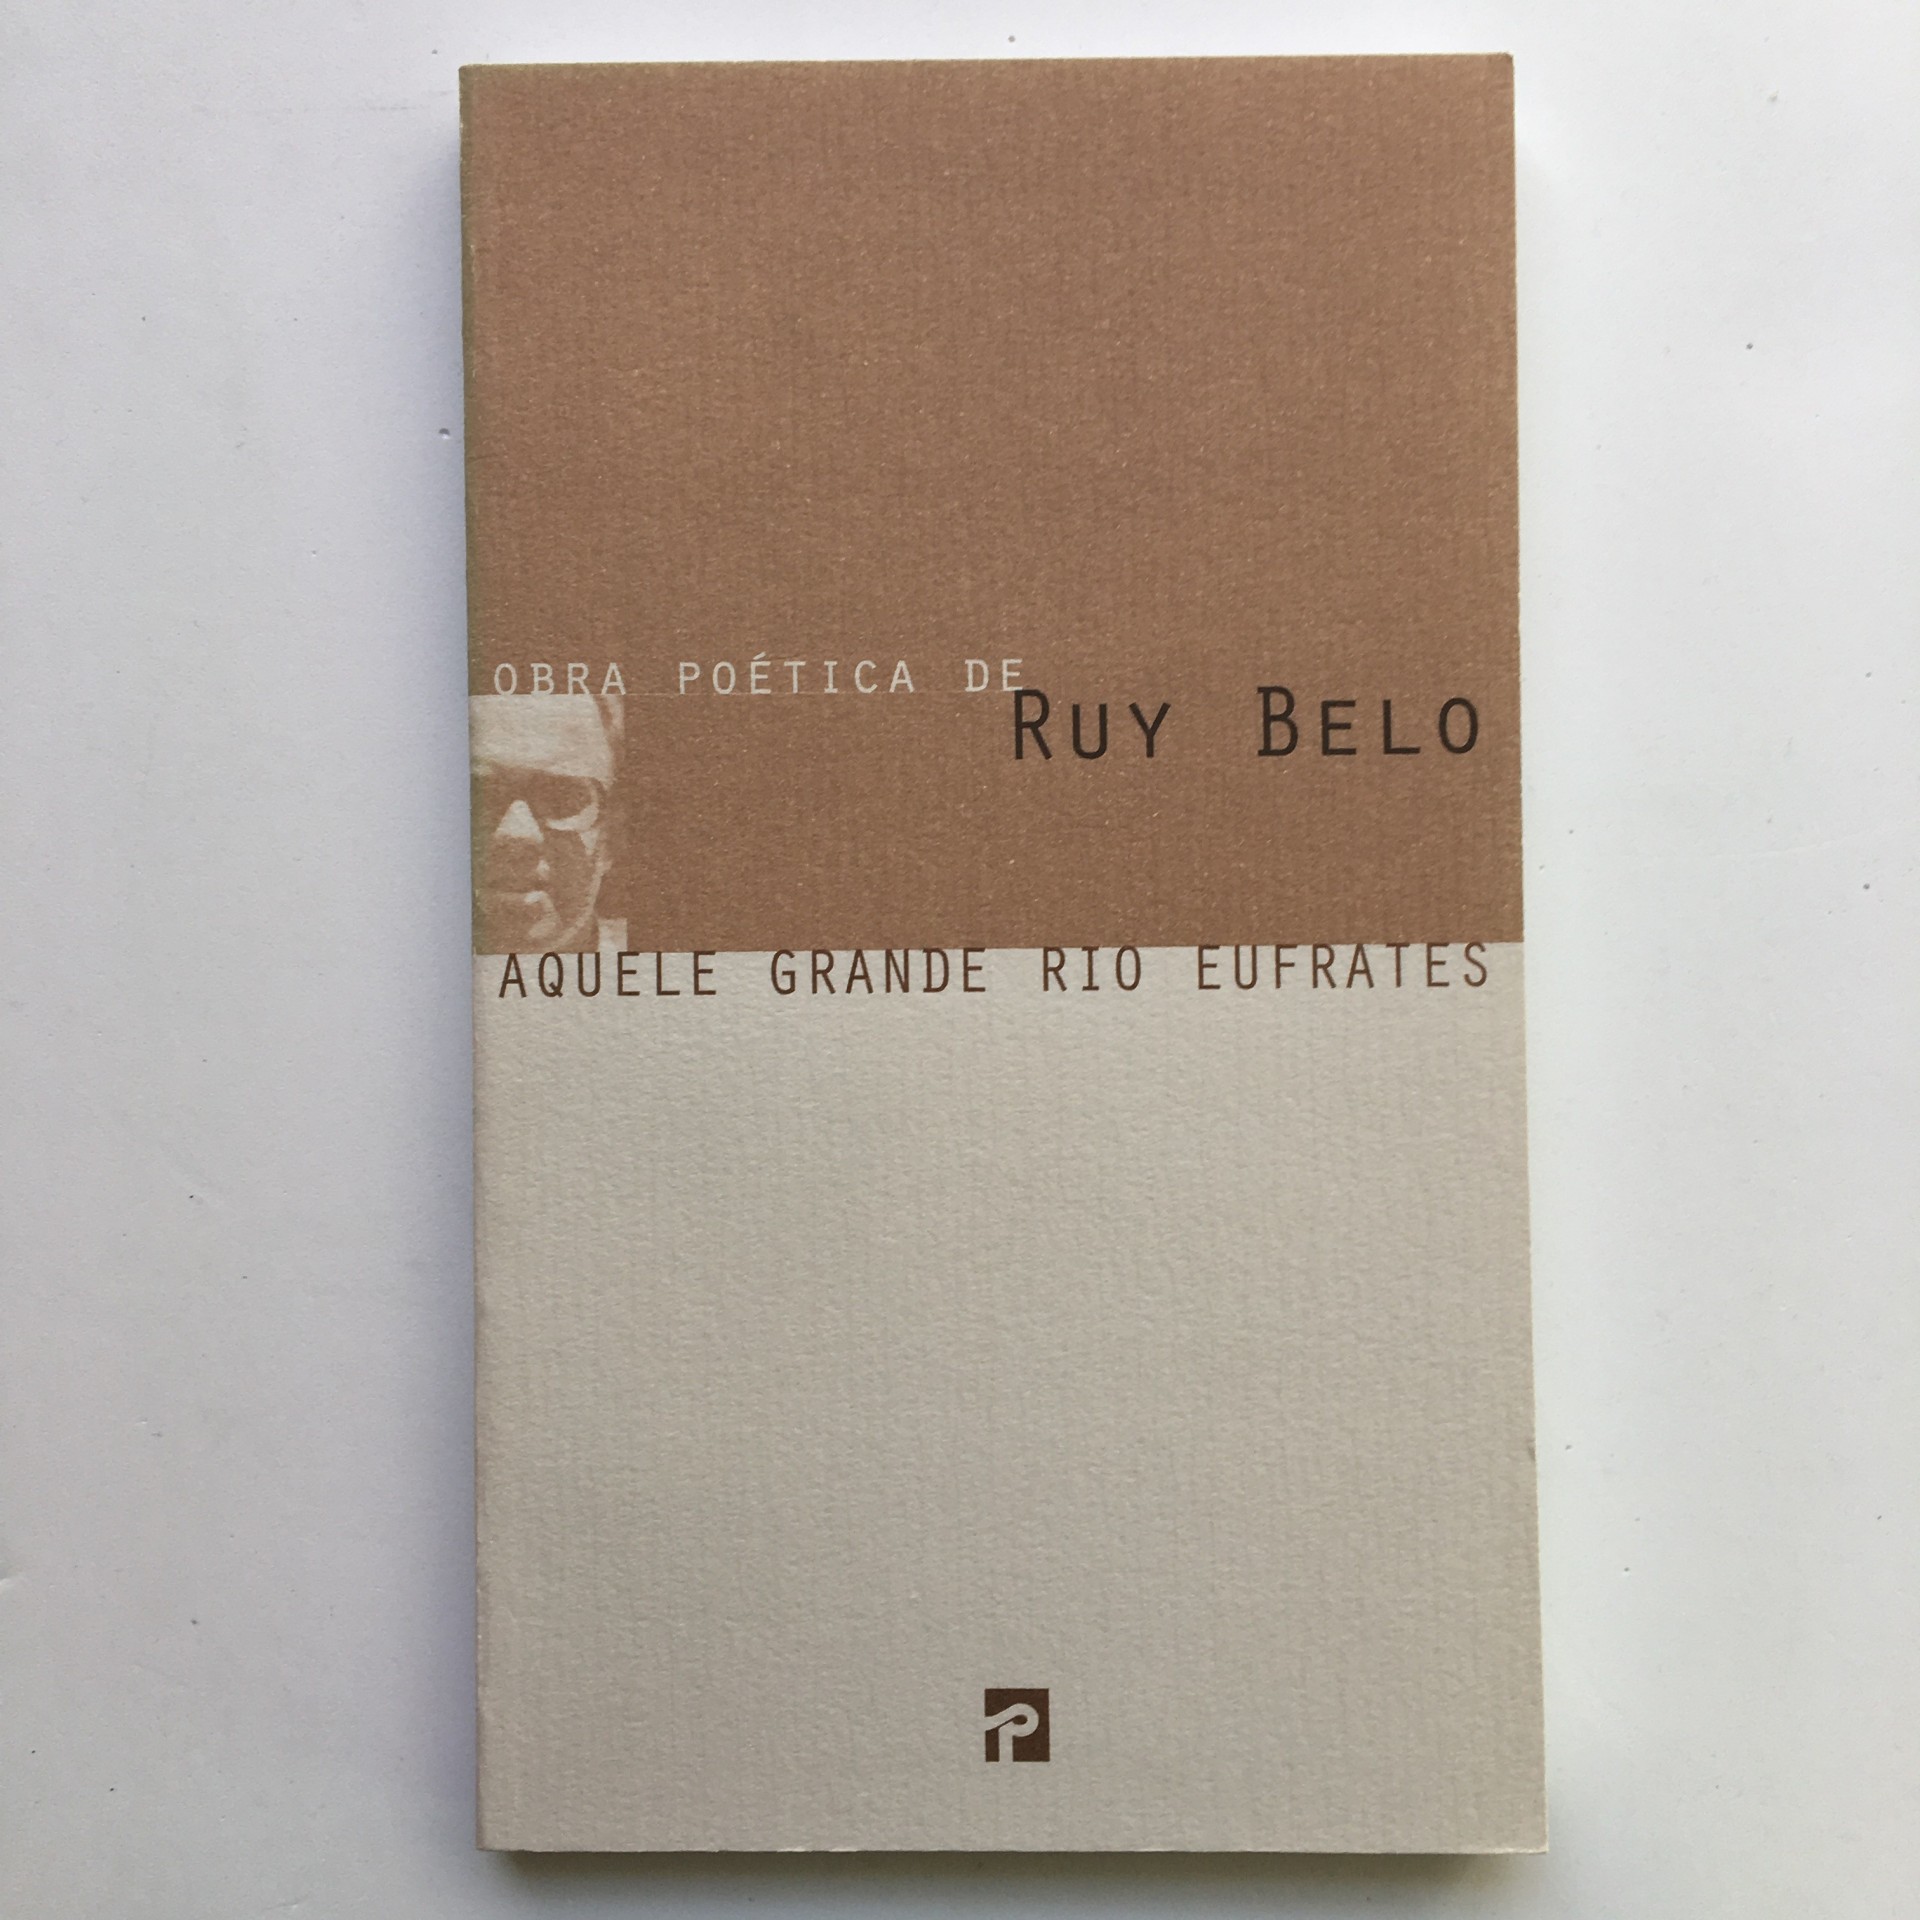 OBRA POÉTICA DE
RUY BELO
AQUELE GRANDE RIO EUFRATES
P